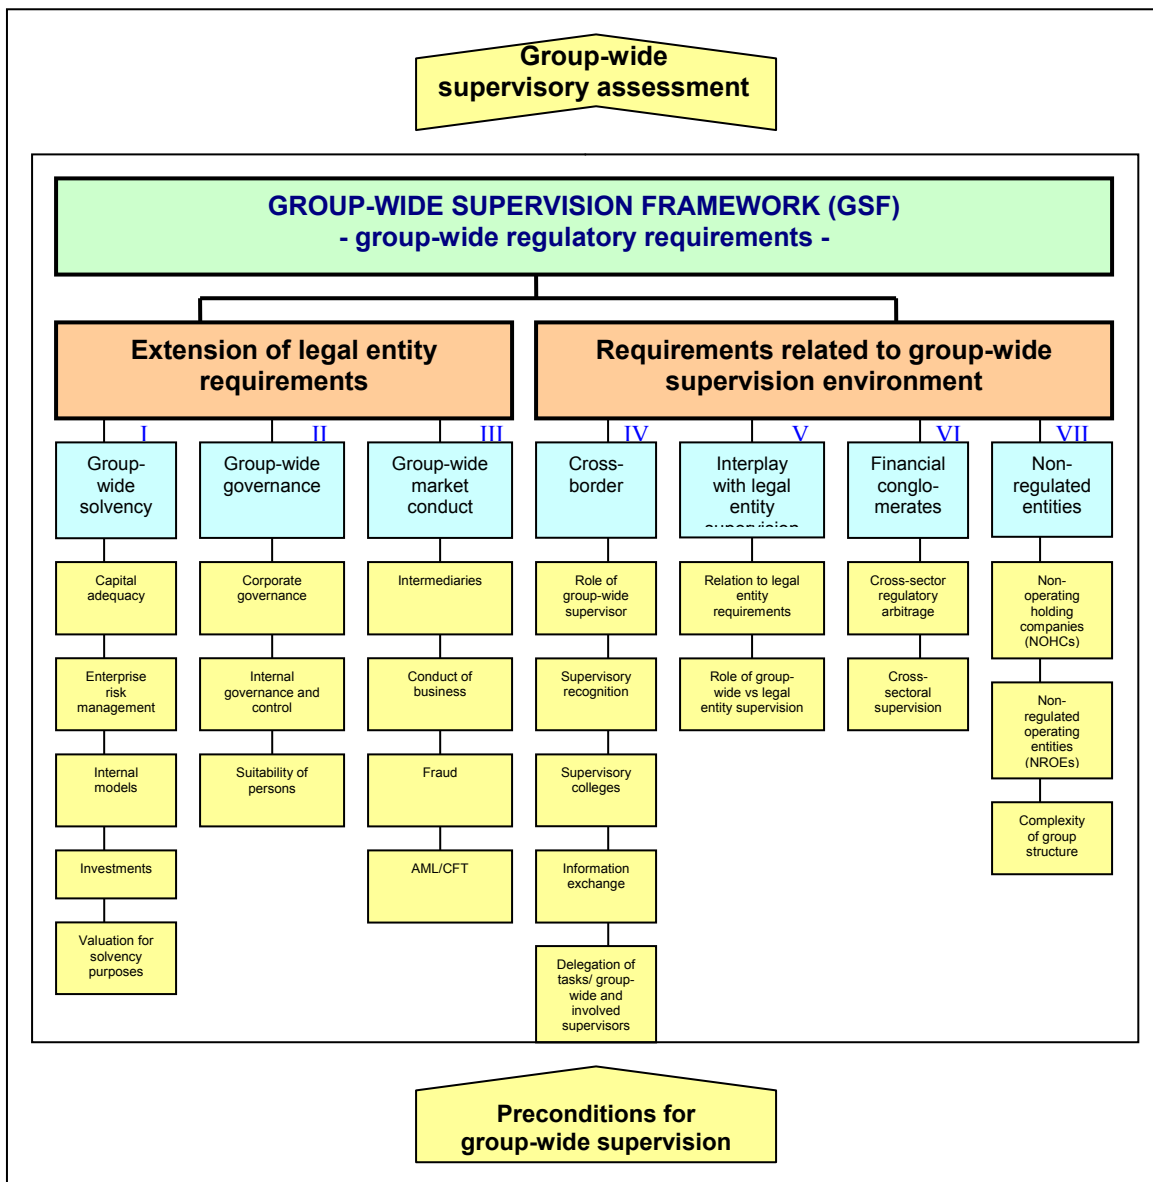 Group-wide
supervisory assessment
GROUP-WIDE SUPERVISION FRAMEWORK (GSF)
- group-wide regulatory requirements -
Extension of legal entity
requirements
Requirements related to group-wide
supervision environment
I
Group-
wide
solvency
Capital
adequacy
Enterprise
risk
management
Internal
models
Investments
Valuation for
solvency
purposes
II
Group-wide
governance
Corporate
governance
Internal
governance and
control
Suitability of
persons
III
Group-wide
market
conduct
Intermediaries
Conduct of
business
Fraud
AML/CFT
IV
Cross-
border
Role of
group-wide
supervisor
Supervisory
recognition
Supervisory
colleges
Information
exchange
Delegation of
tasks/ group-
wide and
involved
supervisors
V
Interplay
with legal
entity
supervision
Relation to legal
entity
requirements
Role of group-
wide vs legal
entity supervision
VI
Financial
conglo-
merates
Cross-sector
regulatory
arbitrage
Cross-
sectoral
supervision
VII
Non-
regulated
entities
Non-
operating
holding
companies
(NOHCs)
Non-
regulated
operating
entities
(NROEs)
Complexity
of group
structure
Preconditions for
group-wide supervision